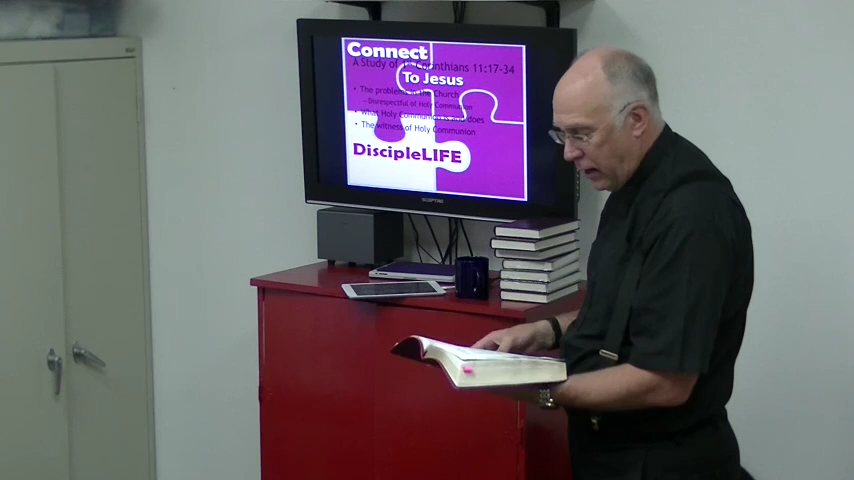 Connect
A Study of 1 Corinthians 11:17-34
To Jesus
• The problems in the Church
– Disrespectful of Holy Communion
• What Holy Communion is and does
• The witness of Holy Communion
DiscipleLIFE
SCEPTRE